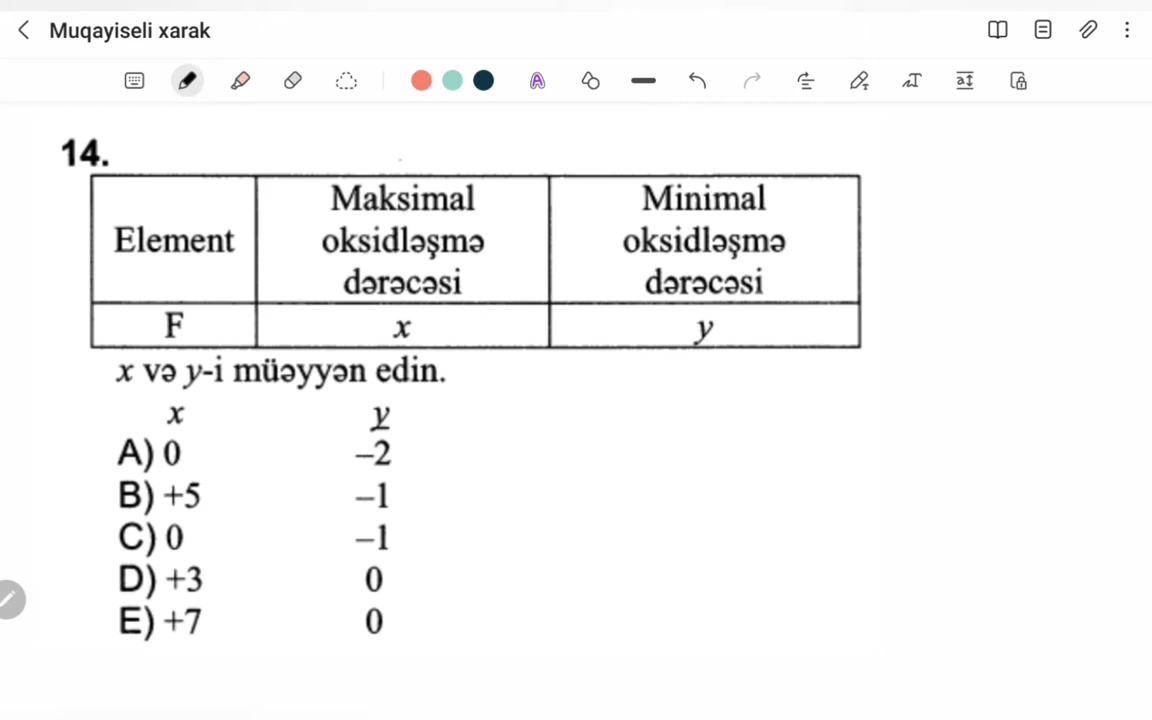 Muqayiseli xarak
14.
Element Maksimal oksidləşmə dərəcəsi Minimal oksidləşmə dərəcəsi
F x y
x və y-i müəyyən edin.
x y
A) 0 –2
B) +5 –1
C) 0 –1
D) +3 0
E) +7 0